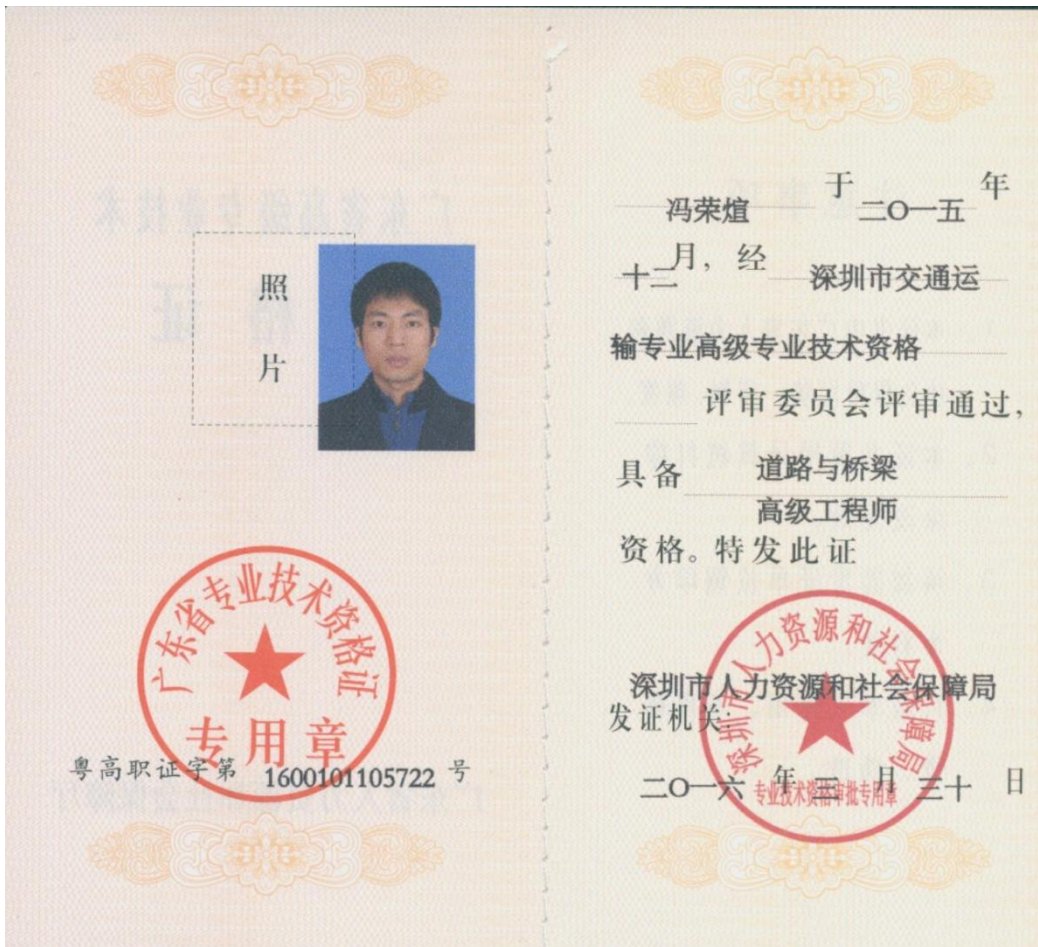 照
片
广东省专业技术资格证
专用章
粤高职证字第 1600101105722 号
冯荣煊 于 二O一五 年
十二 月，经 深圳市交通运
输专业高级专业技术资格
评审委员会评审通过，
具备 道路与桥梁
高级工程师
资格。特发此证
深圳市人力资源和社会保障局
深圳市人力资源和社会保障局
发证机关：
二O一六 年 三 月 三十 日
专业技术资格审批专用章